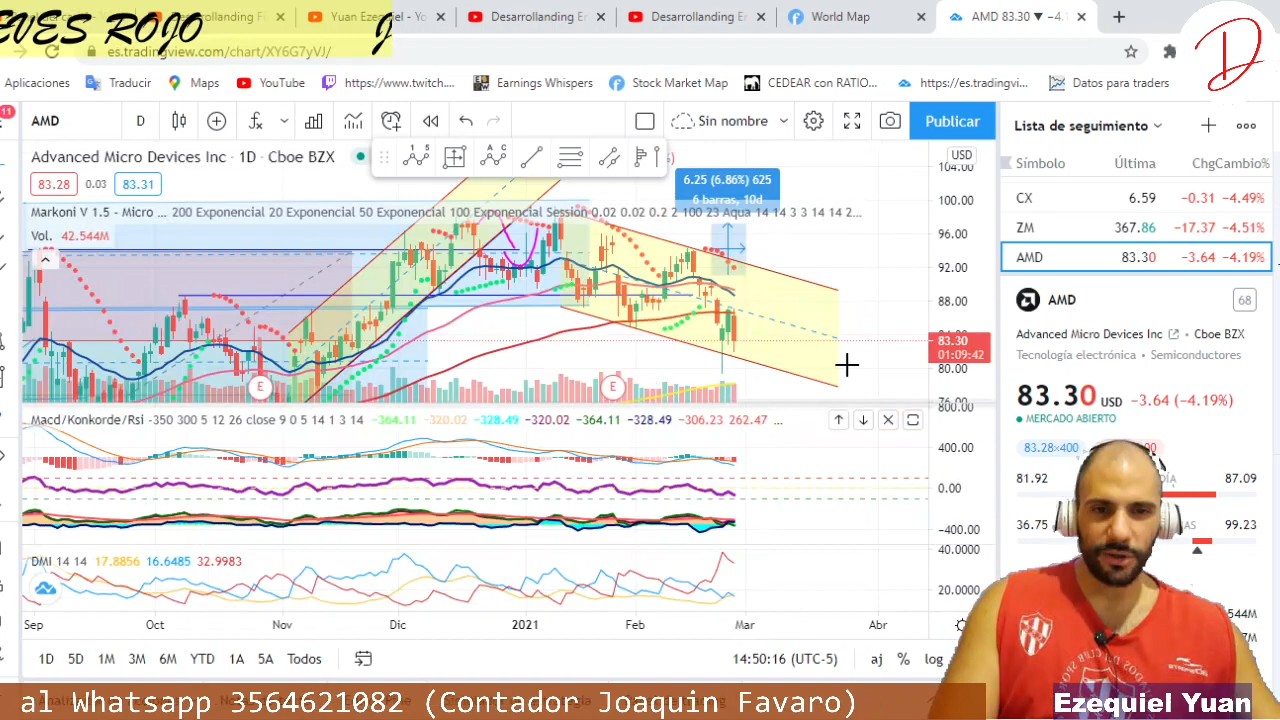 EVES ROJO J
Yuan Ezequiel - Yo
Desarrollando E
Desarrollando E
World Map
AMD 83.30 ▼ −4.1
es.tradingview.com/chart/XY6G7yVJ/
D
Aplicaciones Traducir Maps YouTube https://www.twitch.... Earnings Whispers Stock Market Map CEDEAR con RATIO... https://es.tradingvi... Datos para traders
11
AMD D Sin nombre Publicar
Lista de seguimiento
Advanced Micro Devices Inc · 1D · Cboe BZX
USD
104.00
83.28 0.03 83.31
6.25 (6.86%) 625
6 barras, 10d
Markoni V 1.5 - Micro ... 200 Exponencial 20 Exponencial 50 Exponencial 100 Exponencial Sesión 0.02 0.02 0.2 2 100 23 Aqua 14 14 3 3 14 14 2...
Vol. 42.544M
100.00
96.00
92.00
88.00
83.30
01:09:42
80.00
76.00
E E
Símbolo Última Chg Cambio%
CX 6.59 −0.31 −4.49%
ZM 367.86 −17.37 −4.51%
AMD 83.30 −3.64 −4.19%
AMD 68
Advanced Micro Devices Inc · Cboe BZX
Tecnología electrónica · Semiconductores
83.30 USD −3.64 (−4.19%)
MERCADO ABIERTO
83.28×400
81.92 87.09
36.75 99.23
Macd/Konkorde/Rsi -350 300 5 12 26 close 9 0 5 14 1 3 14 −364.11 −320.02 −328.49 −320.02 −364.11 −328.49 −306.23 262.47 ...
800.00
400.00
0.00
−400.00
DMI 14 14 17.8856 16.6485 32.9983
40.0000
20.0000
Sep Oct Nov Dic 2021 Feb Mar Abr
1D 5D 1M 3M 6M YTD 1A 5A Todos
14:50:16 (UTC-5) aj % log
al Whatsapp 3564621082 (Contador Joaquin Favaro)
Ezequiel Yuan